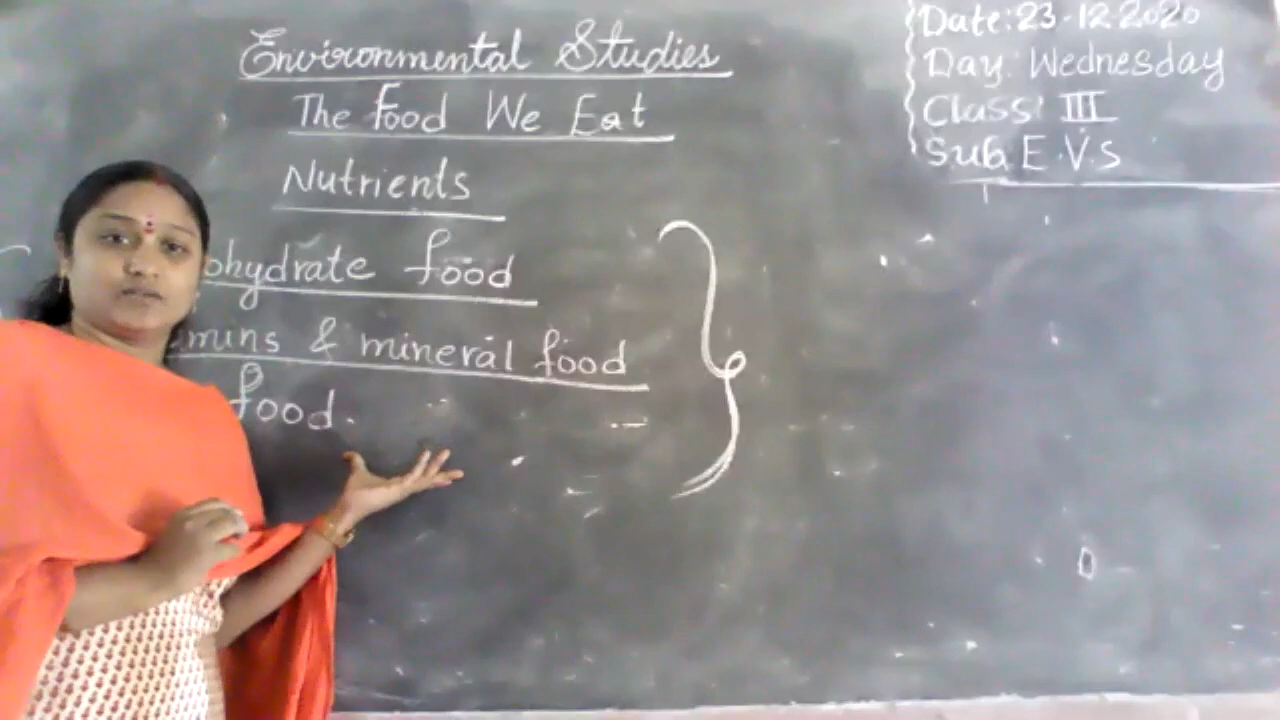 Environmental Studies
The Food We Eat
Nutrients
ohydrate food
mins & mineral food
food.
Date: 23-12-2020
Day: Wednesday
Class: III
Sub. E.V.S